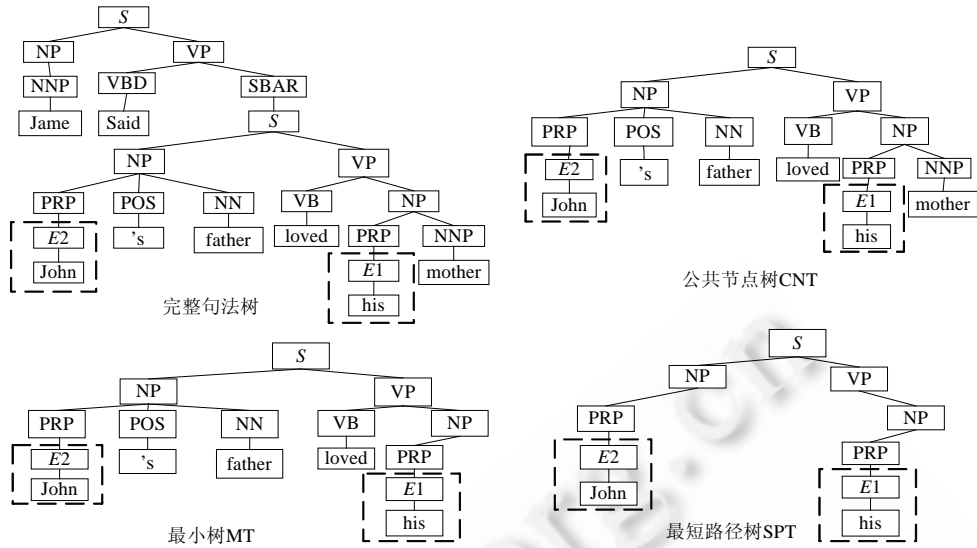 S
NP VP
NNP VBD SBAR
Jame Said S
NP VP
PRP POS NN VB NP
E2 's father loved PRP NNP
John E1 mother
his
完整句法树
S
NP VP
PRP POS NN VB NP
E2 's father loved PRP NNP
John E1 mother
his
公共节点树CNT
S
NP VP
PRP POS NN VB NP
E2 's father loved PRP
John E1
his
最小树MT
S
NP VP
PRP NP
E2 PRP
John E1
his
最短路径树SPT